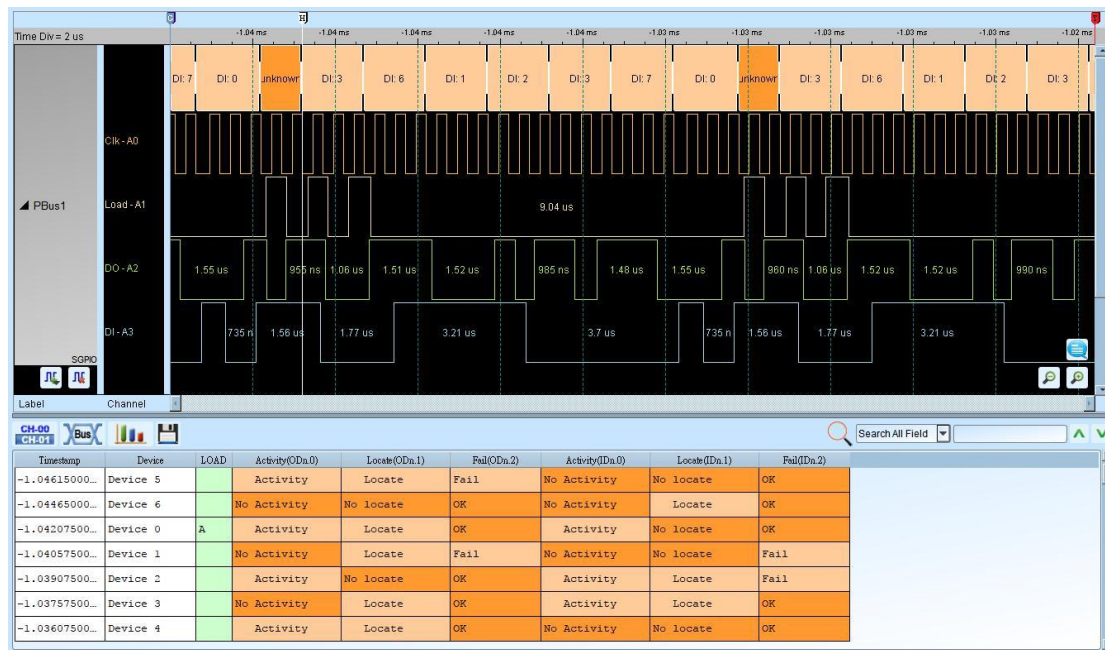 C H T
Time Div = 2 us -1.04 ms -1.04 ms -1.04 ms -1.04 ms -1.04 ms -1.03 ms -1.03 ms -1.03 ms -1.03 ms -1.03 ms -1.02 ms
DI: 7 DI: 0 unknown DI: 3 DI: 6 DI: 1 DI: 2 DI: 3 DI: 7 DI: 0 unknown DI: 3 DI: 6 DI: 1 DI: 2 DI: 3
Clk - A0
PBus1 Load - A1 9.04 us
DO - A2 1.55 us 955 ns 1.06 us 1.51 us 1.52 us 985 ns 1.48 us 1.55 us 960 ns 1.06 us 1.52 us 1.52 us 990 ns
DI - A3 735 n 1.56 us 1.77 us 3.21 us 3.7 us 735 n 1.56 us 1.77 us 3.21 us
SGPIO
Label Channel
CH-00
CH-01 Bus Search All Field
Timestamp Device LOAD Activity(ODn.0) Locate(ODn.1) Fail(ODn.2) Activity(IDn.0) Locate(IDn.1) Fail(IDn.2)
-1.04615000... Device 5 Activity Locate Fail No Activity No locate OK
-1.04465000... Device 6 No Activity No locate OK No Activity Locate OK
-1.04207500... Device 0 A Activity Locate OK Activity No locate OK
-1.04057500... Device 1 No Activity Locate Fail No Activity No locate Fail
-1.03907500... Device 2 Activity No locate OK Activity Locate Fail
-1.03757500... Device 3 No Activity Locate OK Activity Locate OK
-1.03607500... Device 4 Activity Locate OK No Activity No locate OK